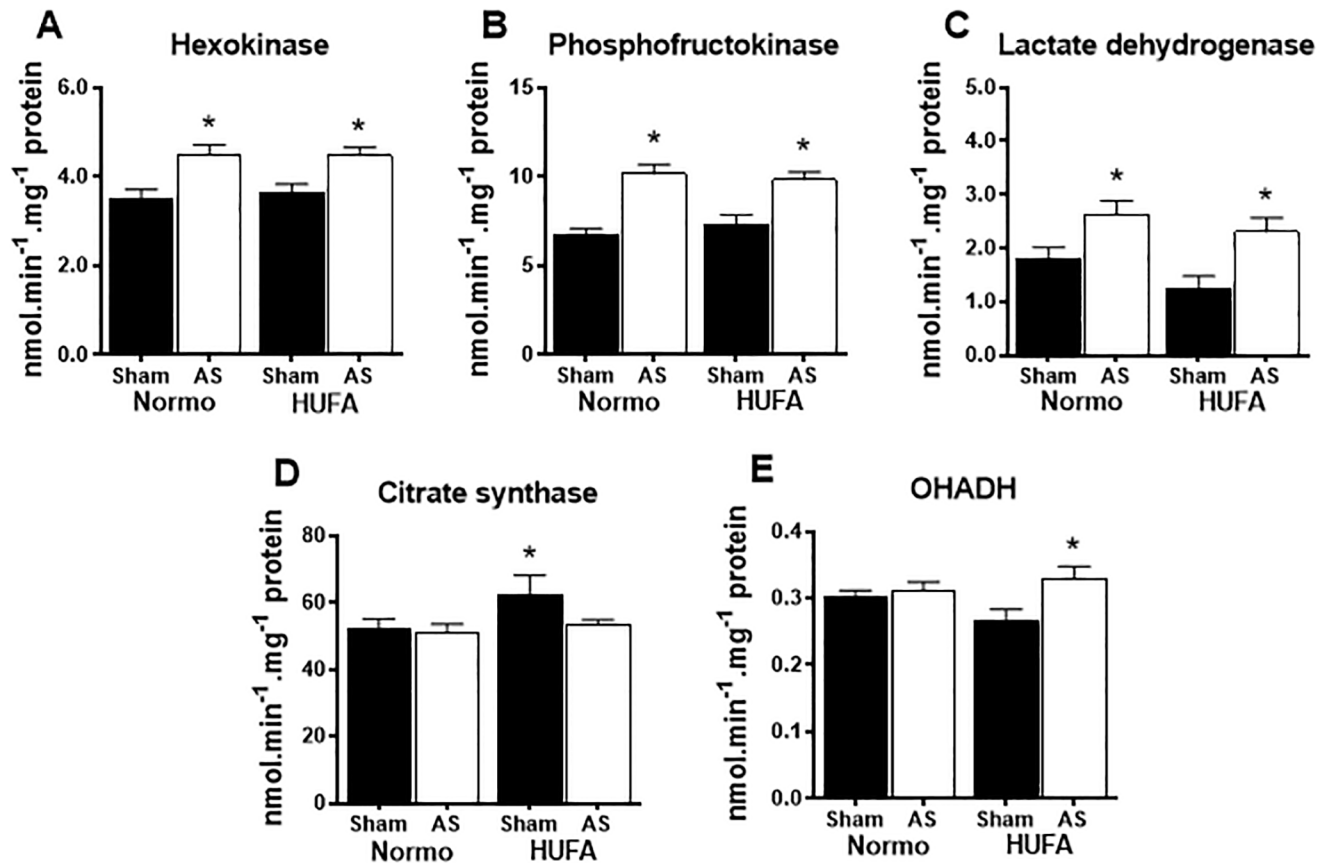 A
Hexokinase
nmol.min-1.mg-1 protein
6.0
4.0
2.0
0.0
*
*
Sham AS Sham AS
Normo HUFA
B
Phosphofructokinase
nmol.min-1.mg-1 protein
15
10
5
0
*
*
Sham AS Sham AS
Normo HUFA
C
Lactate dehydrogenase
nmol.min-1.mg-1 protein
5.0
4.0
3.0
2.0
1.0
0.0
*
*
Sham AS Sham AS
Normo HUFA
D
Citrate synthase
nmol.min-1.mg-1 protein
80
60
40
20
0
*
Sham AS Sham AS
Normo HUFA
E
OHADH
nmol.min-1.mg-1 protein
0.4
0.3
0.2
0.1
0.0
*
Sham AS Sham AS
Normo HUFA